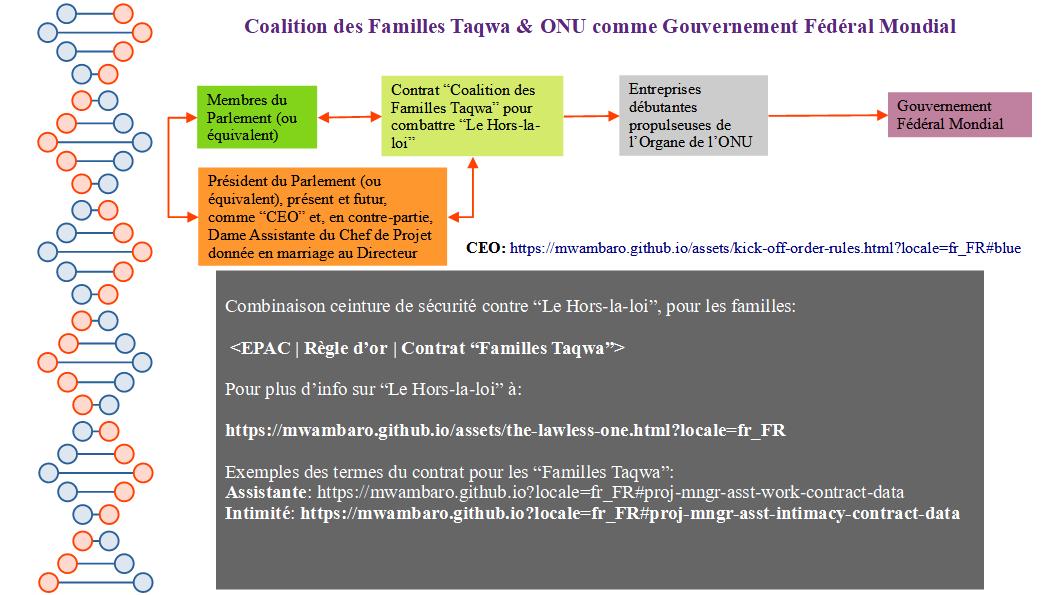 Coalition des Familles Taqwa & ONU comme Gouvernement Fédéral Mondial
Membres du
Parlement (ou
équivalent)
Contrat “Coalition des
Familles Taqwa” pour
combattre “Le Hors-la-
loi”
Entreprises
débutantes
propulseuses de
l’Organe de l’ONU
Gouvernement
Fédéral Mondial
Président du Parlement (ou
équivalent), présent et futur,
comme “CEO” et, en contre-partie,
Dame Assistante du Chef de Projet
donnée en marriage au Directeur
CEO: https://mwambaro.github.io/assets/kick-off-order-rules.html?locale=fr_FR#blue
Combinaison ceinture de sécurité contre “Le Hors-la-loi”, pour les familles:
<EPAC | Règle d’or | Contrat “Familles Taqwa”>
Pour plus d’info sur “Le Hors-la-loi” à:
https://mwambaro.github.io/assets/the-lawless-one.html?locale=fr_FR
Exemples des termes du contrat pour les “Familles Taqwa”:
Assistante: https://mwambaro.github.io?locale=fr_FR#proj-mngr-asst-work-contract-data
Intimité: https://mwambaro.github.io?locale=fr_FR#proj-mngr-asst-intimacy-contract-data